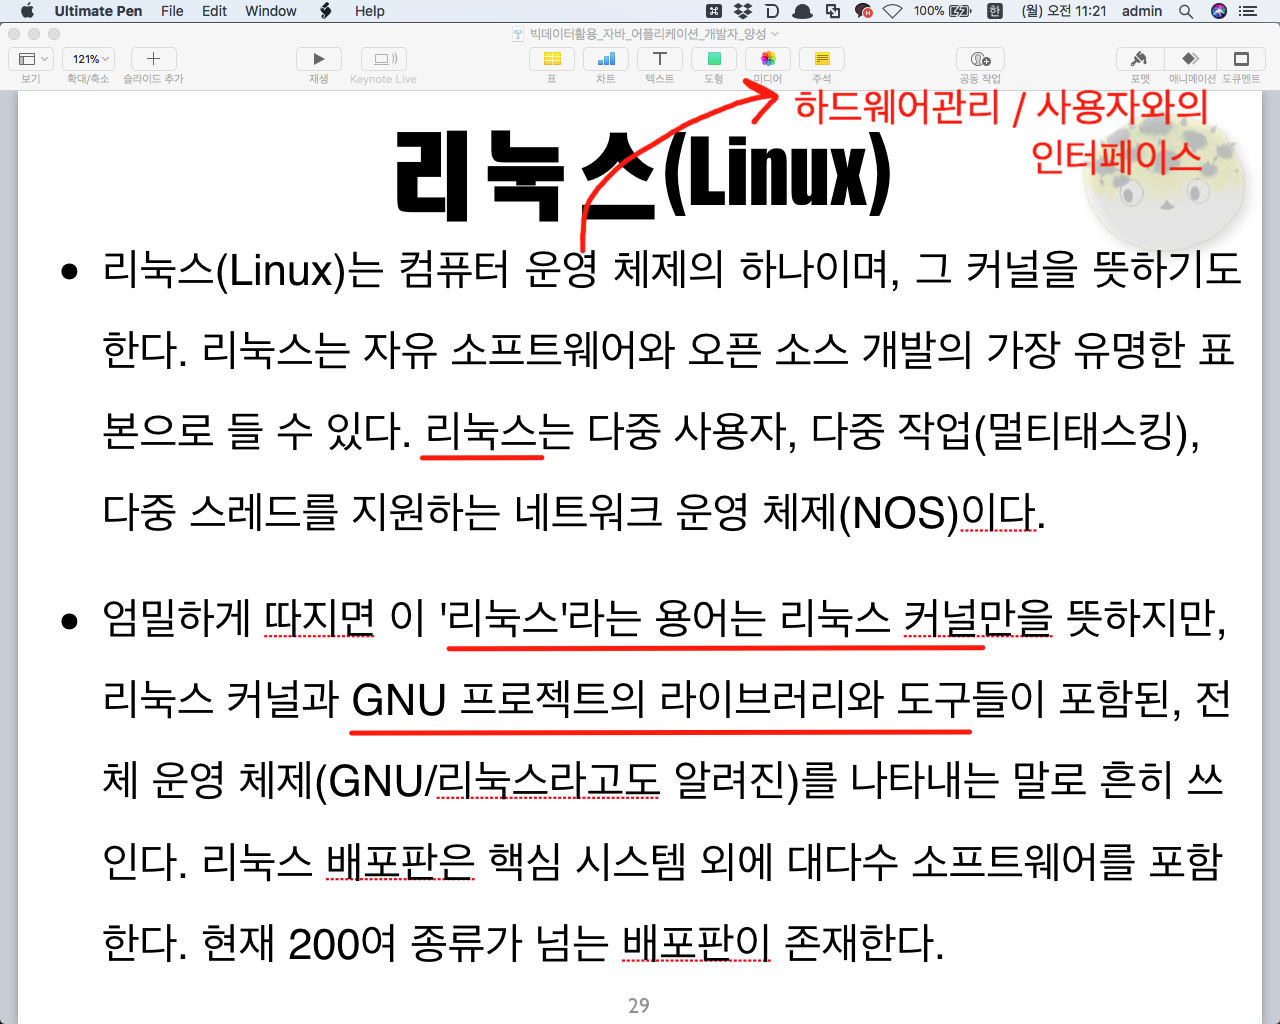 Ultimate Pen File Edit Window Help 100% 한 (월) 오전 11:21 admin
빅데이터활용_자바_어플리케이션_개발자_양성
121%
보기 확대/축소 슬라이드 추가 재생 Keynote Live 표 차트 텍스트 도형 미디어 주석 공동 작업 포맷 애니메이션 도큐멘트
하드웨어관리 / 사용자와의
인터페이스
리눅스(Linux)
• 리눅스(Linux)는 컴퓨터 운영 체제의 하나이며, 그 커널을 뜻하기도
한다. 리눅스는 자유 소프트웨어와 오픈 소스 개발의 가장 유명한 표
본으로 들 수 있다. 리눅스는 다중 사용자, 다중 작업(멀티태스킹),
다중 스레드를 지원하는 네트워크 운영 체제(NOS)이다.
• 엄밀하게 따지면 이 '리눅스'라는 용어는 리눅스 커널만을 뜻하지만,
리눅스 커널과 GNU 프로젝트의 라이브러리와 도구들이 포함된, 전
체 운영 체제(GNU/리눅스라고도 알려진)를 나타내는 말로 흔히 쓰
인다. 리눅스 배포판은 핵심 시스템 외에 대다수 소프트웨어를 포함
한다. 현재 200여 종류가 넘는 배포판이 존재한다.
29